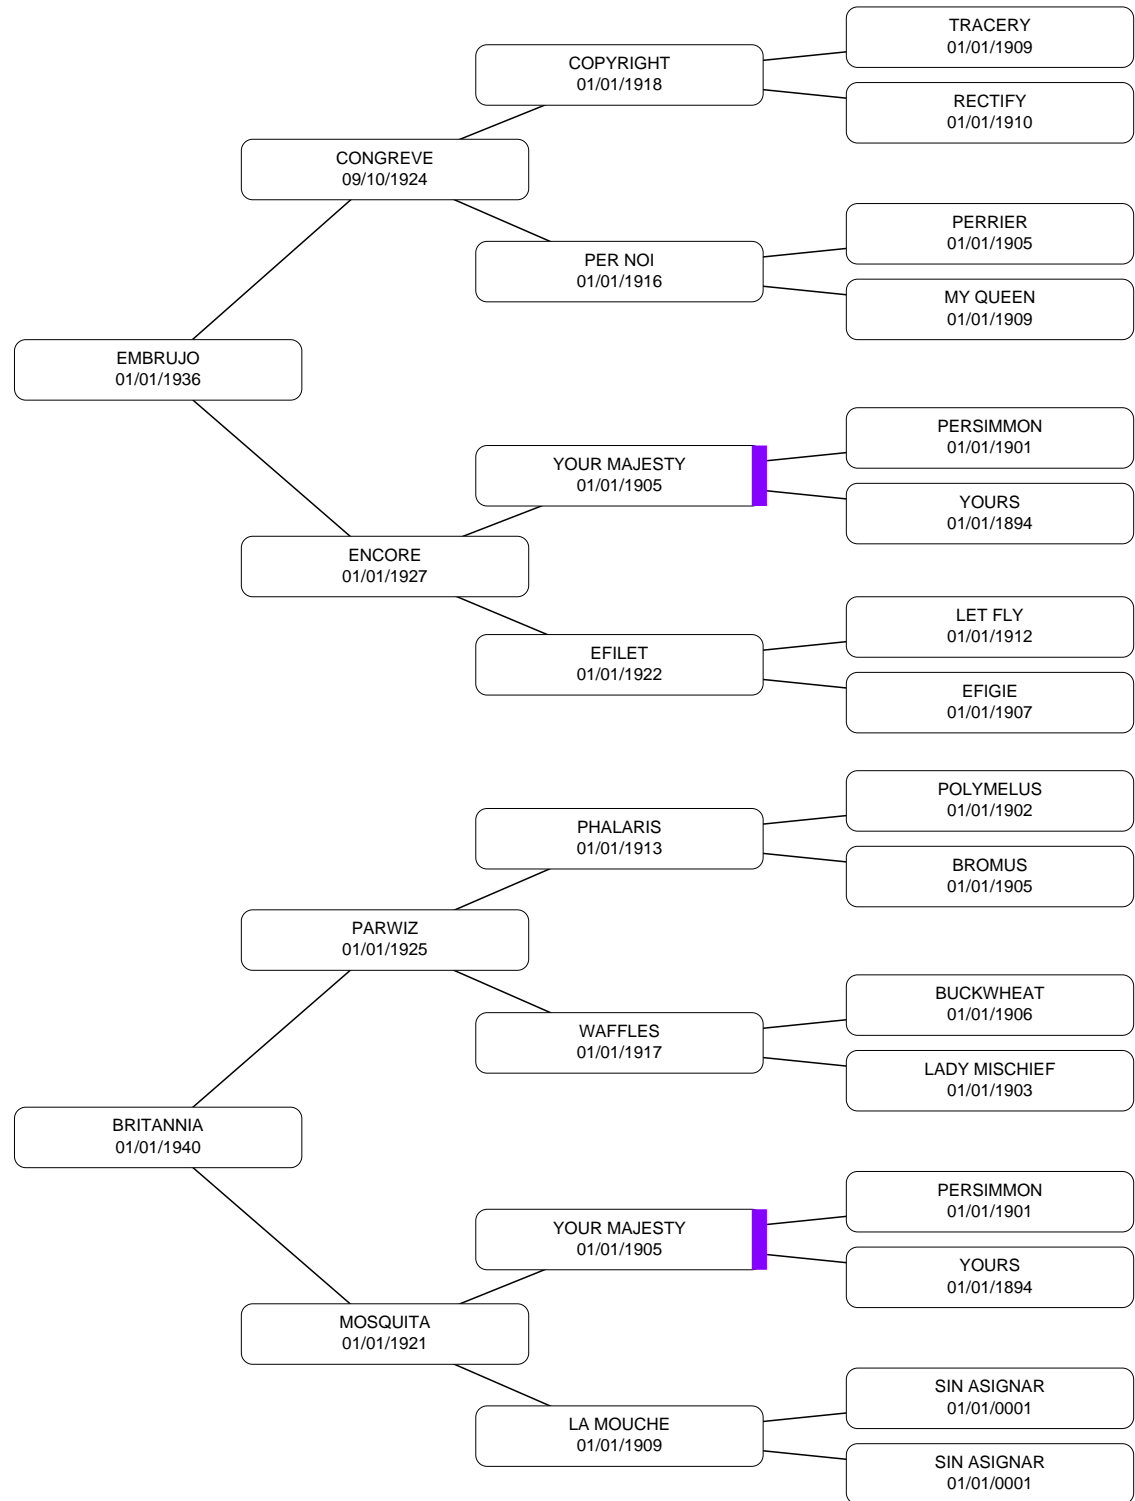 TRACERY
01/01/1909
COPYRIGHT
01/01/1918
RECTIFY
01/01/1910
CONGREVE
09/10/1924
PERRIER
01/01/1905
PER NOI
01/01/1916
MY QUEEN
01/01/1909
EMBRUJO
01/01/1936
PERSIMMON
01/01/1901
YOUR MAJESTY
01/01/1905
YOURS
01/01/1894
ENCORE
01/01/1927
LET FLY
01/01/1912
EFILET
01/01/1922
EFIGIE
01/01/1907
POLYMELUS
01/01/1902
PHALARIS
01/01/1913
BROMUS
01/01/1905
PARWIZ
01/01/1925
BUCKWHEAT
01/01/1906
WAFFLES
01/01/1917
LADY MISCHIEF
01/01/1903
BRITANNIA
01/01/1940
PERSIMMON
01/01/1901
YOUR MAJESTY
01/01/1905
YOURS
01/01/1894
MOSQUITA
01/01/1921
SIN ASIGNAR
01/01/0001
LA MOUCHE
01/01/1909
SIN ASIGNAR
01/01/0001